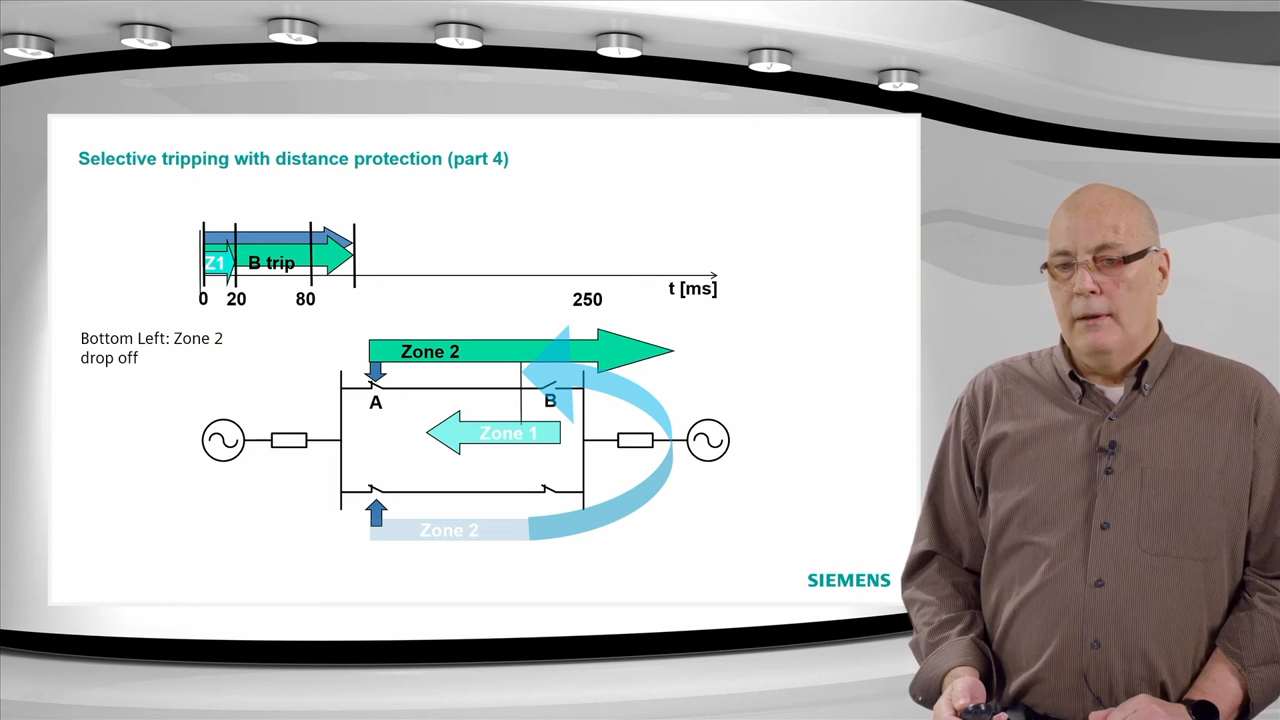 Selective tripping with distance protection (part 4)
Z1
B trip
0
20
80
250
t [ms]
Bottom Left: Zone 2
drop off
Zone 2
A
B
Zone 1
Zone 2
SIEMENS